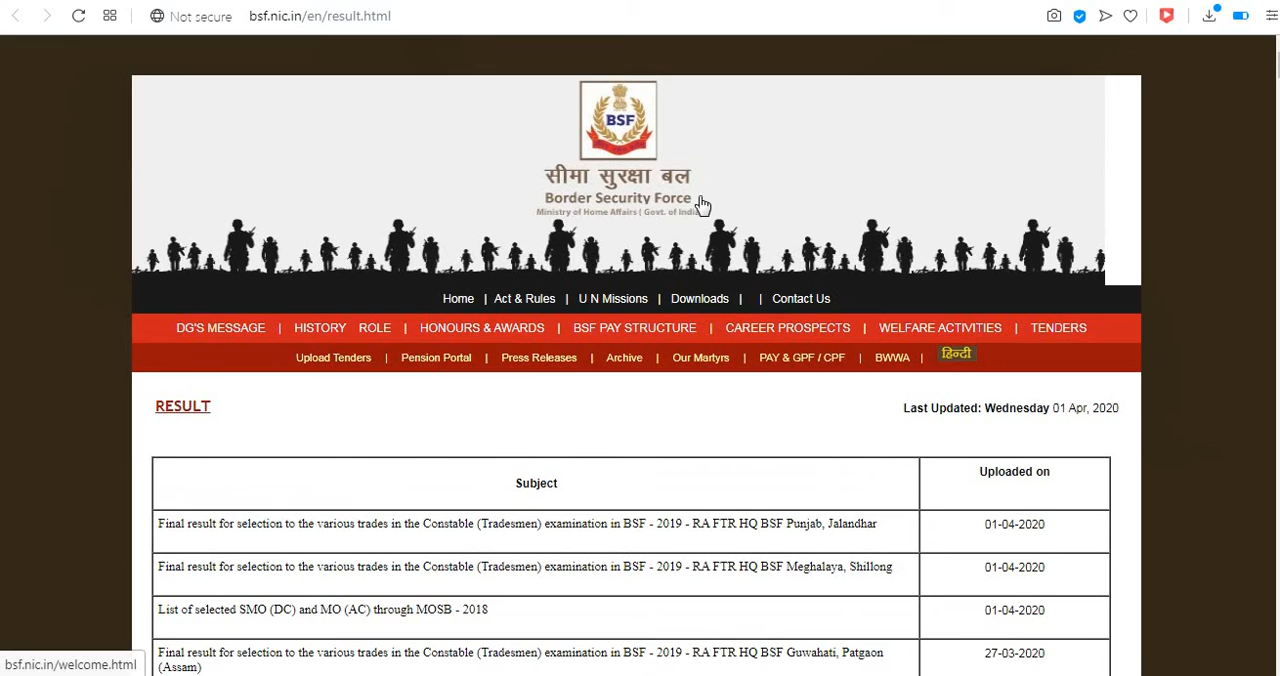 Not secure bsf.nic.in/en/result.html
BSF
सीमा सुरक्षा बल
Border Security Force
Ministry of Home Affairs ( Govt. of India
Home | Act & Rules | U N Missions | Downloads | | Contact Us
DG'S MESSAGE | HISTORY ROLE | HONOURS & AWARDS | BSF PAY STRUCTURE | CAREER PROSPECTS | WELFARE ACTIVITIES | TENDERS
Upload Tenders | Pension Portal | Press Releases | Archive | Our Martyrs | PAY & GPF / CPF | BWWA | हिन्दी
RESULT Last Updated: Wednesday 01 Apr, 2020
Subject Uploaded on
Final result for selection to the various trades in the Constable (Tradesmen) examination in BSF - 2019 - RA FTR HQ BSF Punjab, Jalandhar 01-04-2020
Final result for selection to the various trades in the Constable (Tradesmen) examination in BSF - 2019 - RA FTR HQ BSF Meghalaya, Shillong 01-04-2020
List of selected SMO (DC) and MO (AC) through MOSB - 2018 01-04-2020
Final result for selection to the various trades in the Constable (Tradesmen) examination in BSF - 2019 - RA FTR HQ BSF Guwahati, Patgaon 27-03-2020
(Assam)
bsf.nic.in/welcome.html